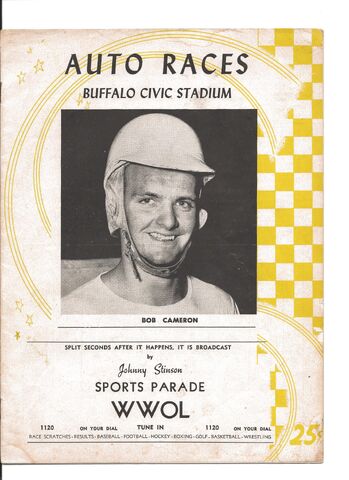 AUTO RACES
BUFFALO CIVIC STADIUM
BOB CAMERON
SPLIT SECONDS AFTER IT HAPPENS, IT IS BROADCAST
by
Johnny Stinson
SPORTS PARADE
WWOL
1120 ON YOUR DIAL TUNE IN 1120 ON YOUR DIAL
RACE SCRATCHES - RESULTS - BASEBALL - FOOTBALL - HOCKEY - BOXING - GOLF - BASKETBALL - WRESTLING
25¢